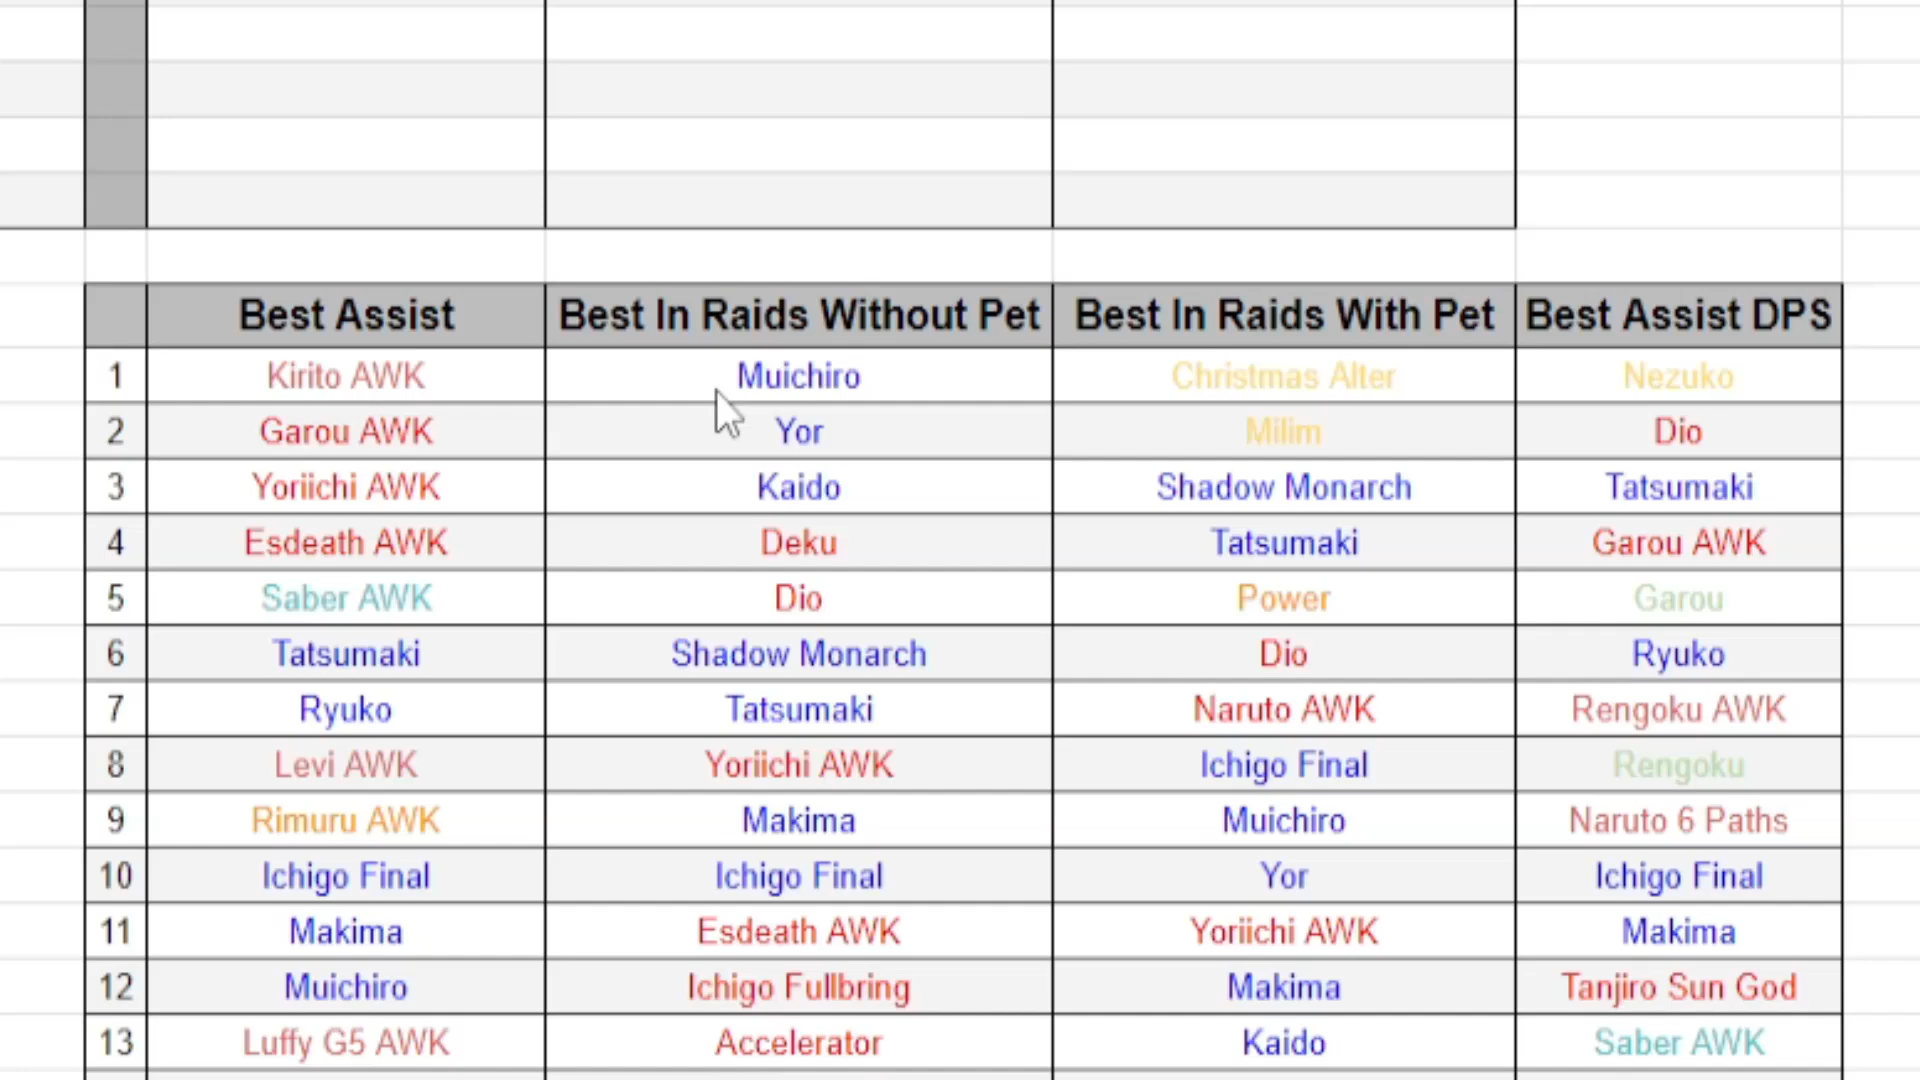 Best Assist Best In Raids Without Pet Best In Raids With Pet Best Assist DPS
1 Kirito AWK Muichiro Christmas Alter Nezuko
2 Garou AWK Yor Milim Dio
3 Yoriichi AWK Kaido Shadow Monarch Tatsumaki
4 Esdeath AWK Deku Tatsumaki Garou AWK
5 Saber AWK Dio Power Garou
6 Tatsumaki Shadow Monarch Dio Ryuko
7 Ryuko Tatsumaki Naruto AWK Rengoku AWK
8 Levi AWK Yoriichi AWK Ichigo Final Rengoku
9 Rimuru AWK Makima Muichiro Naruto 6 Paths
10 Ichigo Final Ichigo Final Yor Ichigo Final
11 Makima Esdeath AWK Yoriichi AWK Makima
12 Muichiro Ichigo Fullbring Makima Tanjiro Sun God
13 Luffy G5 AWK Accelerator Kaido Saber AWK